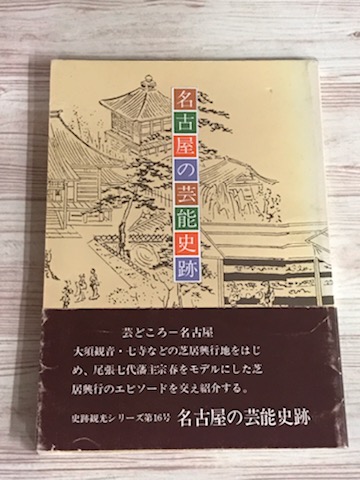 名古屋の芸能史跡
芸どころー名古屋
大須観音・七寺などの芝居興行地をはじ
め、尾張七代藩主宗春をモデルにした芝
居興行のエピソードを交え紹介する。
史跡観光シリーズ第16号 名古屋の芸能史跡